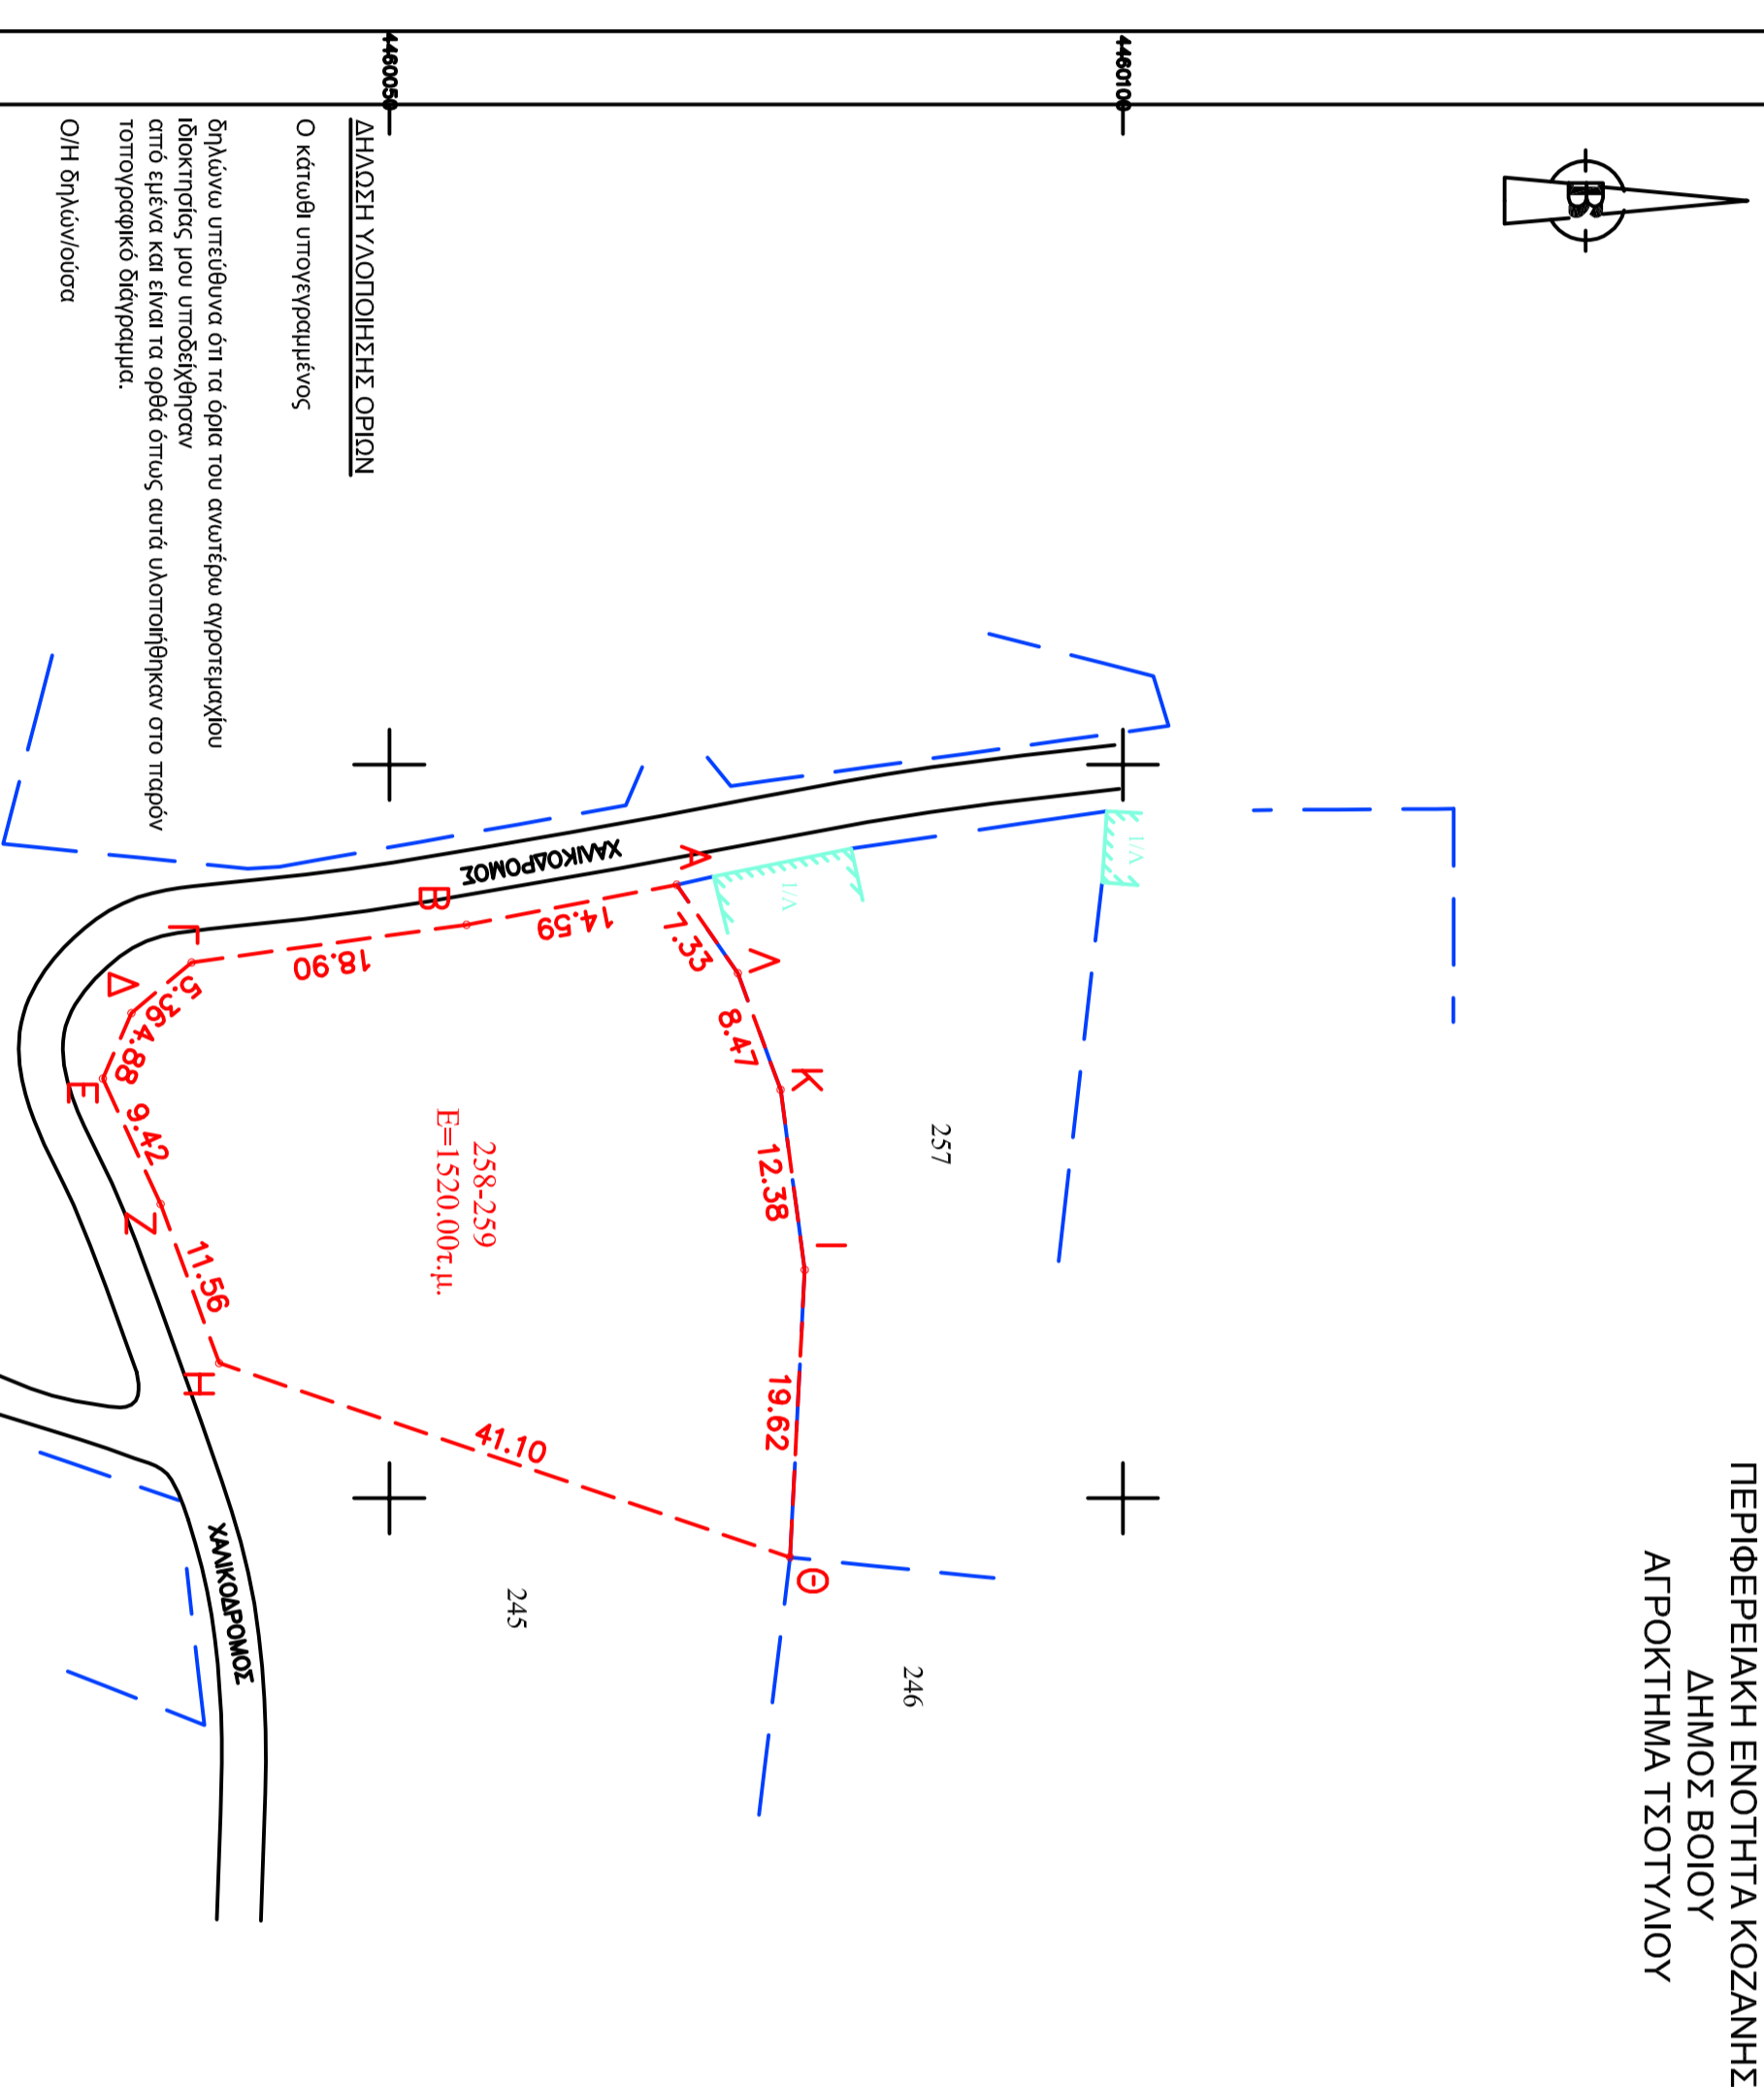 ΠΕΡΙΦΕΡΕΙΑΚΗ ΕΝΟΤΗΤΑ ΚΟΖΑΝΗΣ
ΔΗΜΟΣ ΒΟΙΟΥ
ΑΓΡΟΚΤΗΜΑ ΤΣΟΤΥΛΙΟΥ
Β
4460100
4460050
Υ/Ι
Υ/Ι
257
246
245
ΧΑΛΙΚΟΔΡΟΜΟΣ
ΧΑΛΙΚΟΔΡΟΜΟΣ
Α
7.33
Λ
8.47
Κ
12.38
Ι
19.62
Θ
41.10
Η
11.56
Ζ
9.42
Ε
4.88
Δ
5.36
Γ
18.90
Β
14.59
258-259
Ε=1520.00τ.μ.
ΔΗΛΩΣΗ ΥΛΟΠΟΙΗΣΗΣ ΟΡΙΩΝ
Ο κάτωθι υπογεγραμμένος
δηλώνω υπεύθυνα ότι τα όρια του ανωτέρω αγροτεμαχίου
ιδιοκτησίας μου υποδείχθησαν
από εμένα και είναι τα ορθά όπως αυτά υλοποιήθηκαν στο παρόν
τοπογραφικό διάγραμμα.
Ο/Η δηλών/ούσα